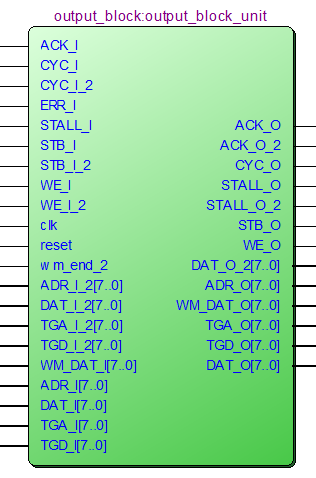 output_block:output_block_unit
ACK_I
CYC_I
CYC_I_2
ERR_I
STALL_I
STB_I
STB_I_2
WE_I
WE_I_2
clk
reset
wm_end_2
ADR_I_2[7..0]
DAT_I_2[7..0]
TGA_I_2[7..0]
TGD_I_2[7..0]
WM_DAT_I[7..0]
ADR_I[7..0]
DAT_I[7..0]
TGA_I[7..0]
TGD_I[7..0]
ACK_O
ACK_O_2
CYC_O
STALL_O
STALL_O_2
STB_O
WE_O
DAT_O_2[7..0]
ADR_O[7..0]
WM_DAT_O[7..0]
TGA_O[7..0]
TGD_O[7..0]
DAT_O[7..0]